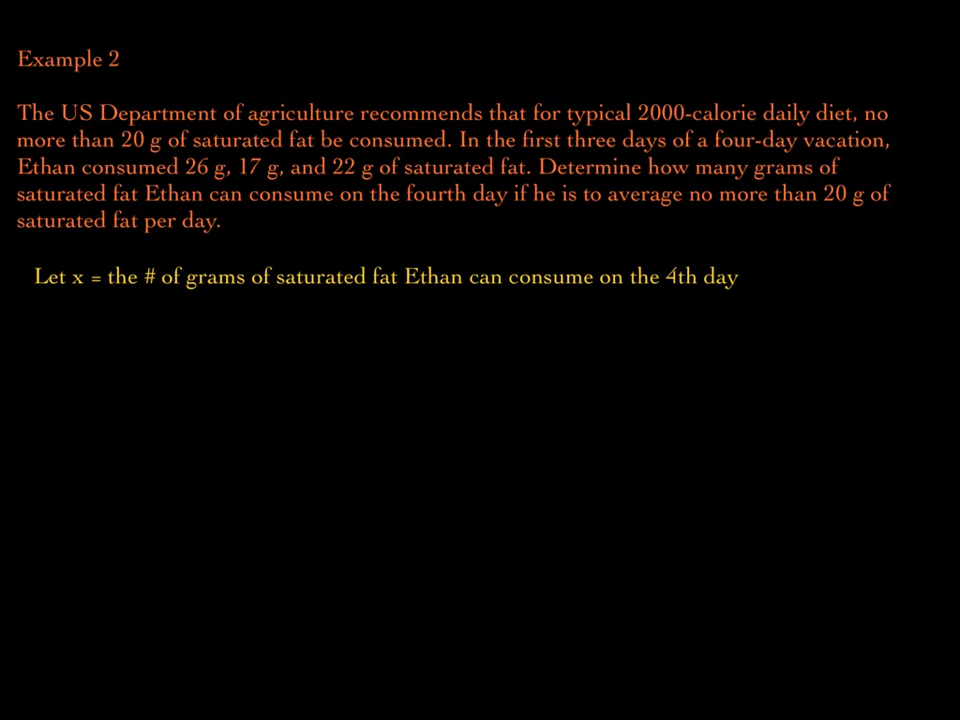 Example 2
The US Department of agriculture recommends that for typical 2000-calorie daily diet, no
more than 20 g of saturated fat be consumed. In the first three days of a four-day vacation,
Ethan consumed 26 g, 17 g, and 22 g of saturated fat. Determine how many grams of
saturated fat Ethan can consume on the fourth day if he is to average no more than 20 g of
saturated fat per day.
Let x = the # of grams of saturated fat Ethan can consume on the 4th day